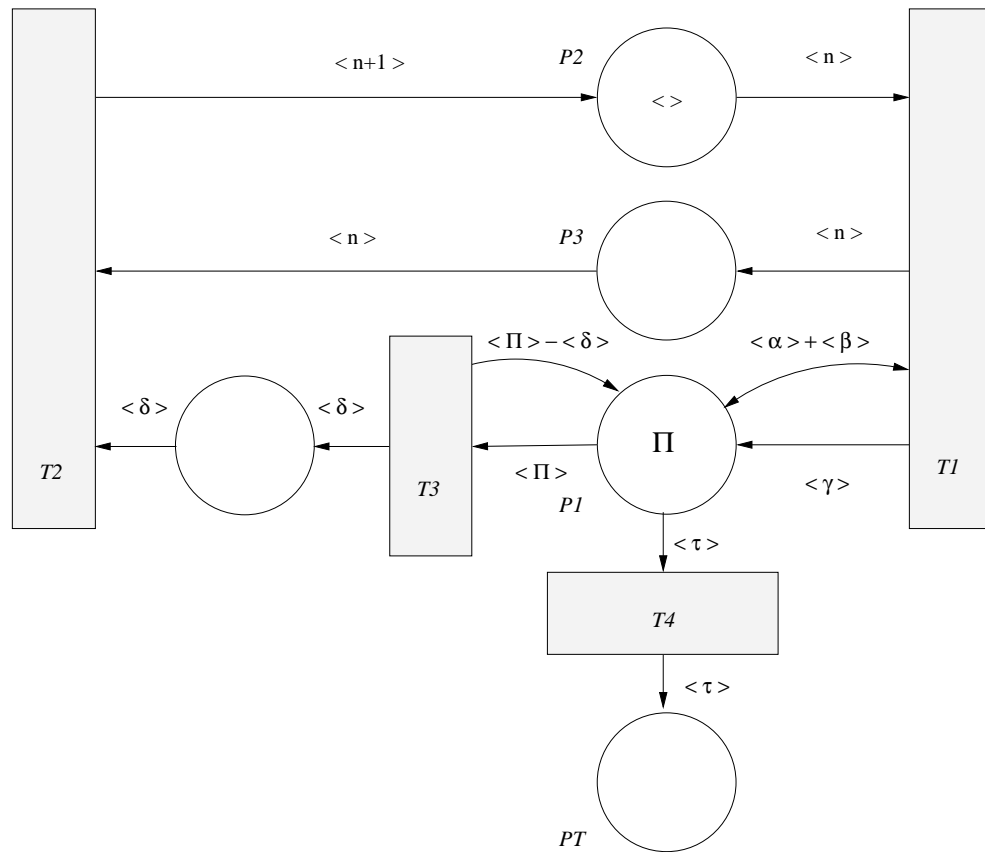 P2
< n+1 >
< n >
< >
P3
< n >
< n >
< Π > − < δ >
< α > + < β >
< δ >
< δ >
Π
T2
T3
< Π >
P1
< γ >
T1
< τ >
T4
< τ >
PT